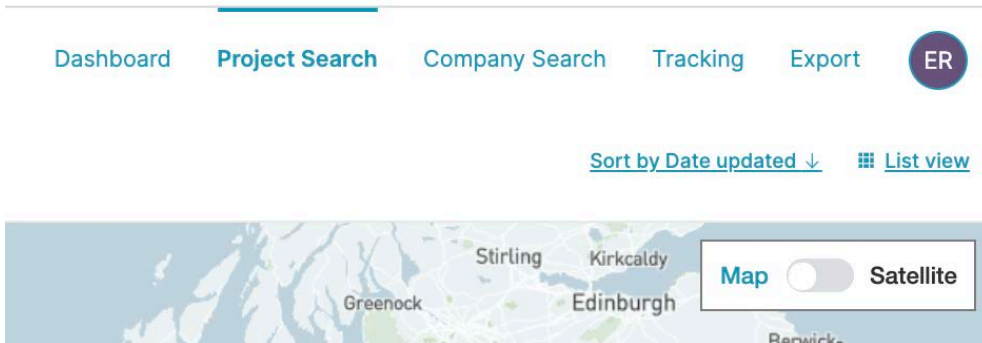 Dashboard Project Search Company Search Tracking Export ER
Sort by Date updated ↓ List view
Stirling Kirkcaldy
Map Satellite
Greenock Edinburgh
Berwick-